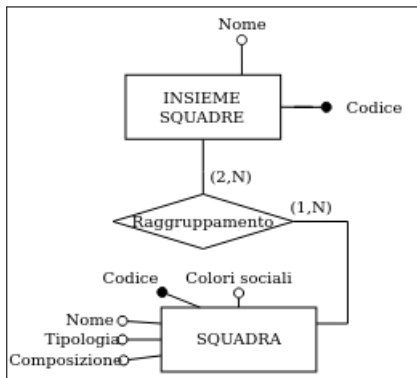 Nome
INSIEME
SQUADRE
Codice
(2,N)
(1,N)
Raggruppamento
Codice
Colori sociali
Nome
Tipologia
Composizione
SQUADRA